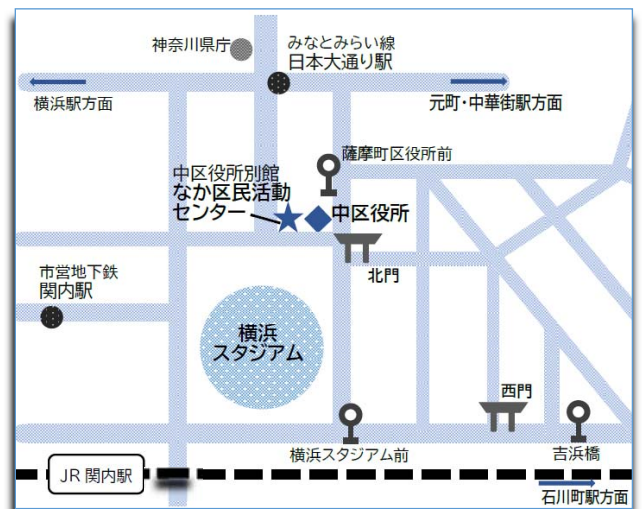 神奈川県庁
みなとみらい線
日本大通り駅
横浜駅方面
元町・中華街駅方面
薩摩町区役所前
中区役所別館
なか区民活動
センター
中区役所
北門
市営地下鉄
関内駅
横浜
スタジアム
西門
横浜スタジアム前
吉浜橋
JR 関内駅
石川町駅方面